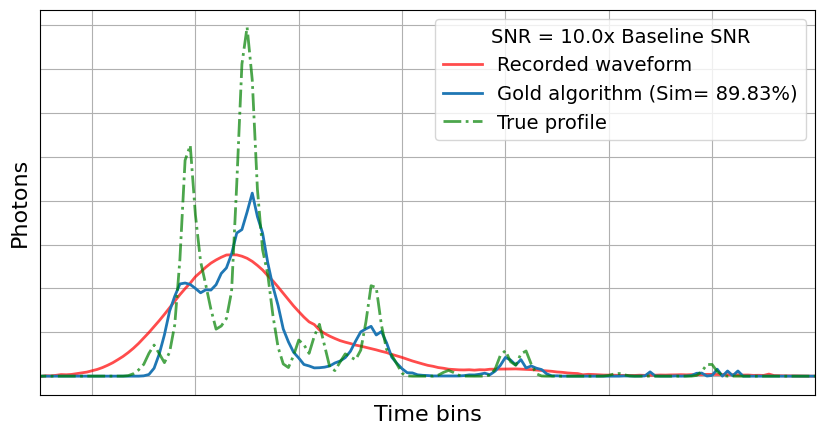 SNR = 10.0x Baseline SNR
Recorded waveform
Gold algorithm (Sim= 89.83%)
True profile
Photons
Time bins